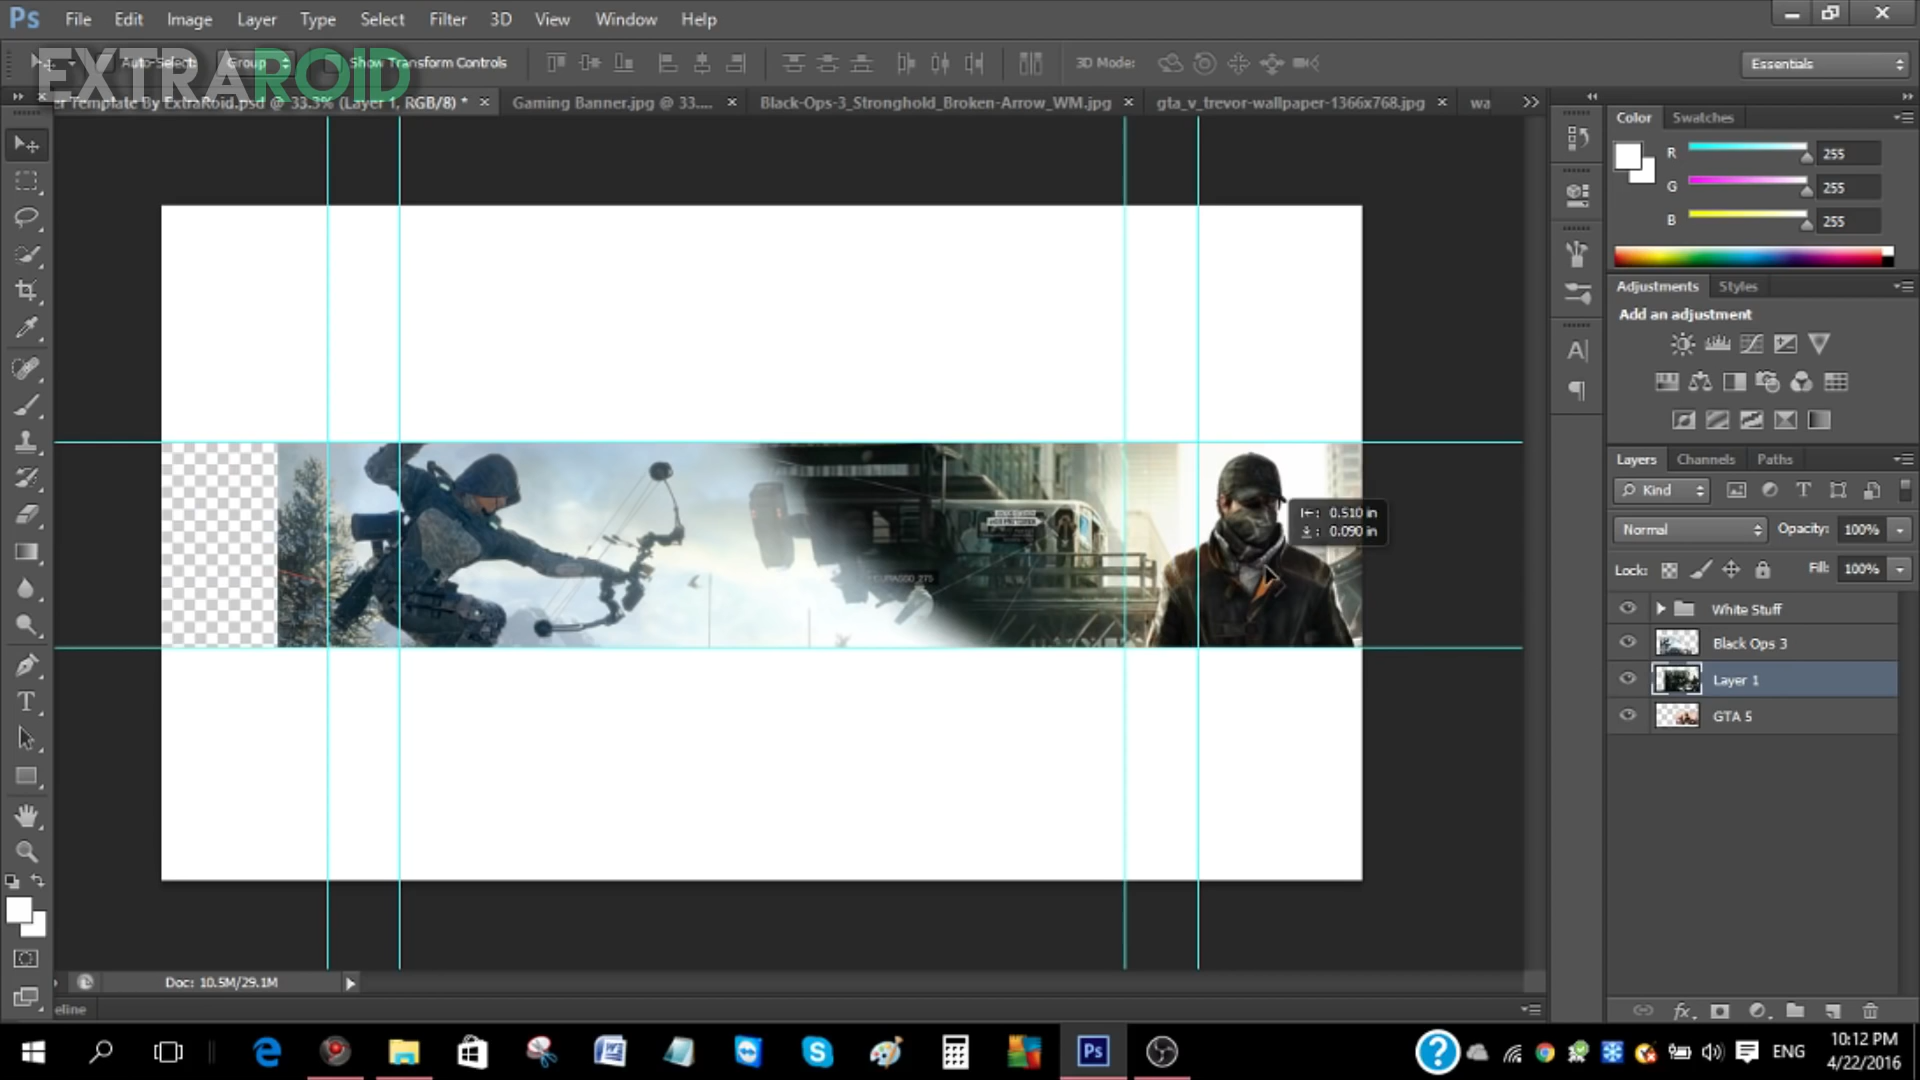 Ps File Edit Image Layer Type Select Filter 3D View Window Help
EXTRAROID
Auto-Select: Group Show Transform Controls 3D Mode: Essentials
er Template By ExtraRoid.psd @ 33.3% (Layer 1, RGB/8) * Gaming Banner.jpg @ 33.... Black-Ops-3_Stronghold_Broken-Arrow_WM.jpg gta_v_trevor-wallpaper-1366x768.jpg wa
Color Swatches
R 255
G 255
B 255
Adjustments Styles
Add an adjustment
Layers Channels Paths
Kind
Normal Opacity: 100%
Lock: Fill: 100%
White Stuff
Black Ops 3
Layer 1
GTA 5
0.510 in
0.090 in
Doc: 10.5M/29.1M
eline
Ps
ENG
10:12 PM
4/22/2016